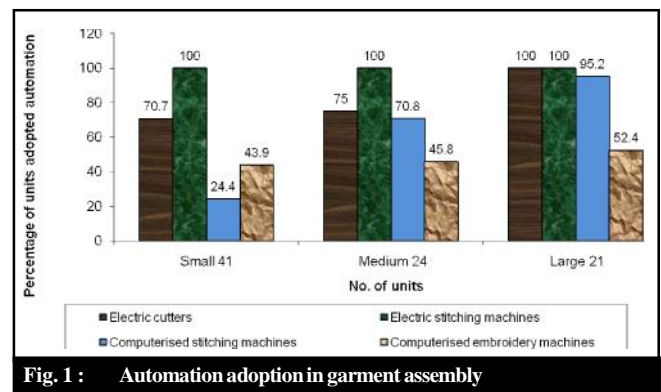 Percentage of units adopted automation
120
100
80
60
40
20
0
70.7
100
24.4
43.9
75
100
70.8
45.8
100
100
95.2
52.4
Small 41
Medium 24
Large 21
No. of units
Electric cutters
Electric stitching machines
Computerised stitching machines
Computerised embroidery machines
Fig. 1 : Automation adoption in garment assembly